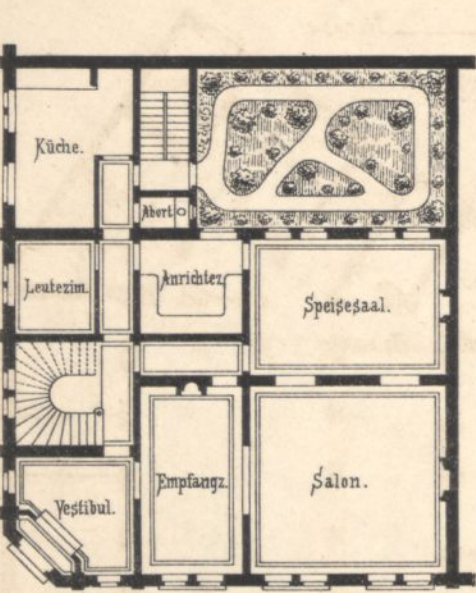 Küche.
Abort
Leutezim.
Anrichtez.
Speisesaal.
Empfangz.
Salon.
Vestibul.